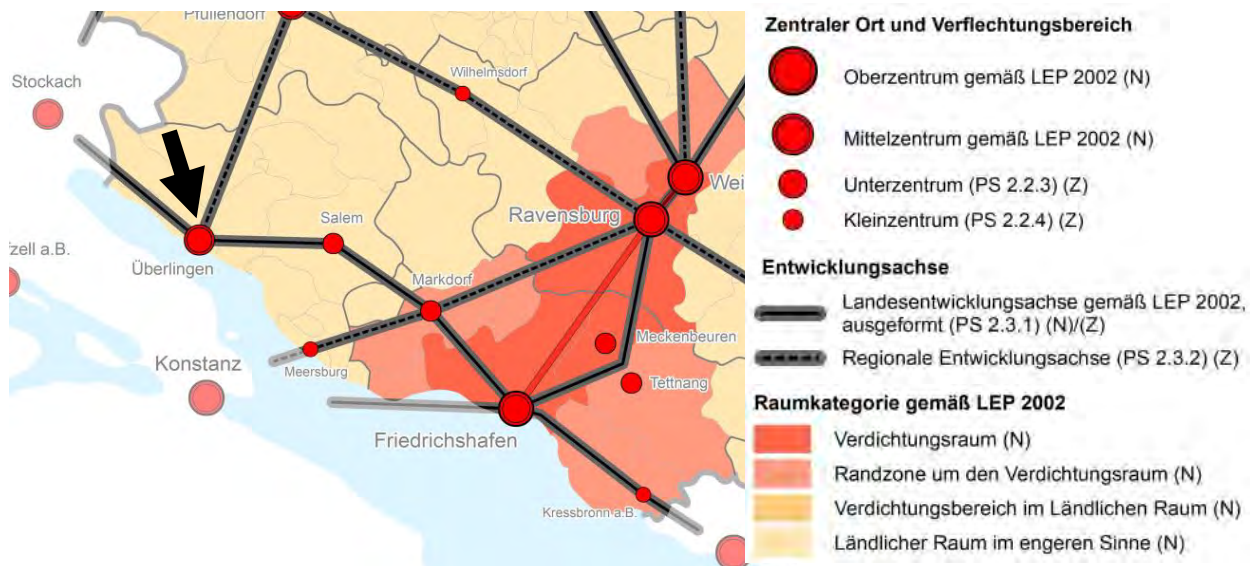 Pfullendorf
Stockach
Wilhelmsdorf
Wei
Ravensburg
Salem
zell a.B.
Überlingen
Markdorf
Meckenbeuren
Konstanz
Meersburg
Tettnang
Friedrichshafen
Kressbronn a.B.
Zentraler Ort und Verflechtungsbereich
Oberzentrum gemäß LEP 2002 (N)
Mittelzentrum gemäß LEP 2002 (N)
Unterzentrum (PS 2.2.3) (Z)
Kleinzentrum (PS 2.2.4) (Z)
Entwicklungsachse
Landesentwicklungsachse gemäß LEP 2002,
ausgeformt (PS 2.3.1) (N)/(Z)
Regionale Entwicklungsachse (PS 2.3.2) (Z)
Raumkategorie gemäß LEP 2002
Verdichtungsraum (N)
Randzone um den Verdichtungsraum (N)
Verdichtungsbereich im Ländlichen Raum (N)
Ländlicher Raum im engeren Sinne (N)